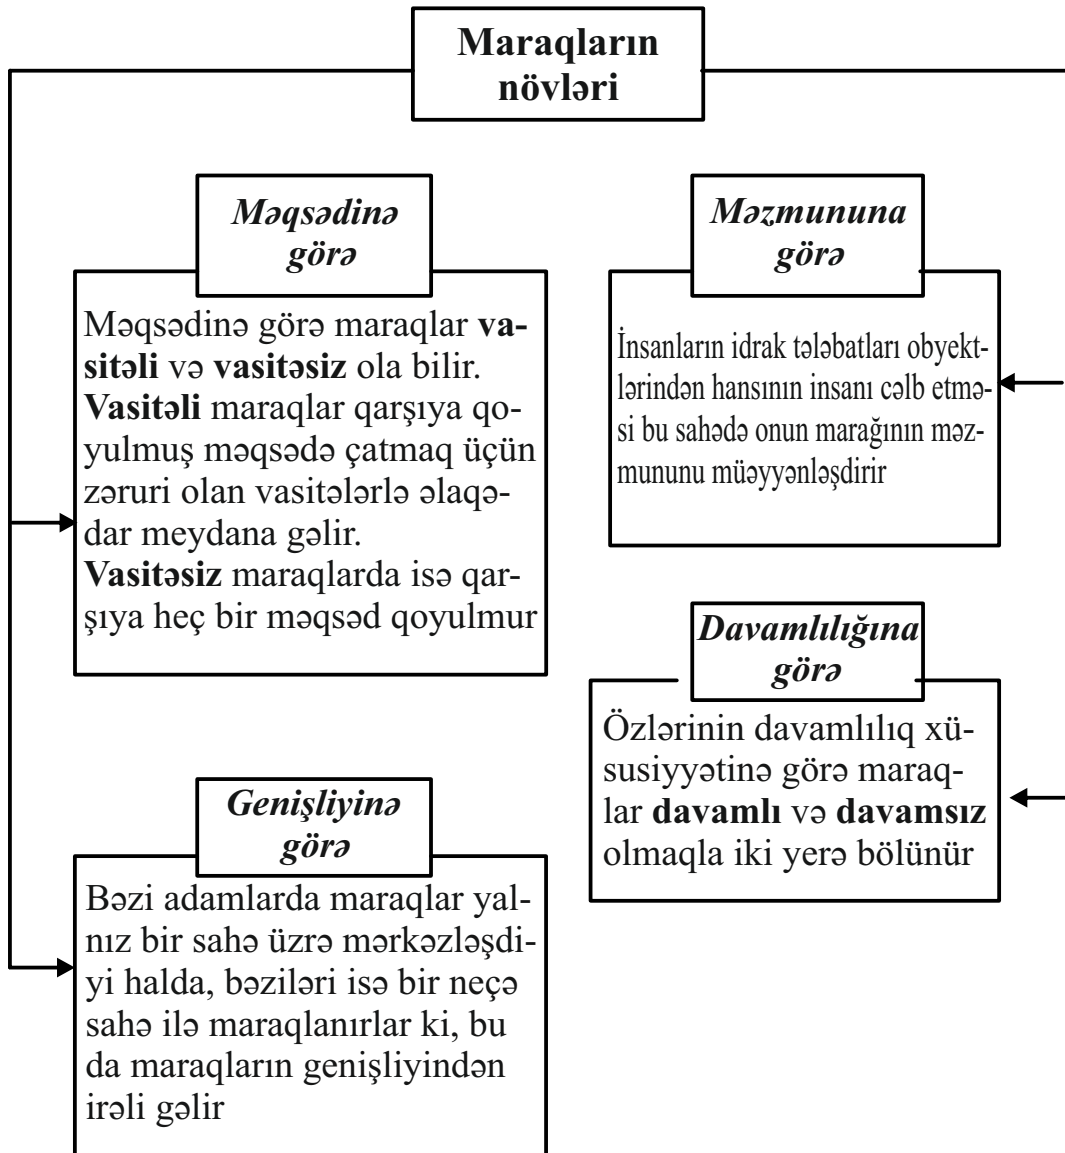 Maraqların
növləri
Məqsədinə
görə
Məqsədinə görə maraqlar va-
sitəli və vasitəsiz ola bilir.
Vasitəli maraqlar qarşıya qo-
yulmuş məqsədə çatmaq üçün
zəruri olan vasitələrlə əlaqə-
dar meydana gəlir.
Vasitəsiz maraqlarda isə qar-
şıya heç bir məqsəd qoyulmur
Məzmununa
görə
İnsanların idrak tələbatları obyekt-
lərindən hansının insanı cəlb etmə-
si bu sahədə onun marağının məz-
mununu müəyyənləşdirir
Genişliyinə
görə
Bəzi adamlarda maraqlar yal-
nız bir sahə üzrə mərkəzləşdi-
yi halda, bəziləri isə bir neçə
sahə ilə maraqlanırlar ki, bu
da maraqların genişliyindən
irəli gəlir
Davamlılığına
görə
Özlərinin davamlılıq xü-
susiyyətinə görə maraq-
lar davamlı və davamsız
olmaqla iki yerə bölünür